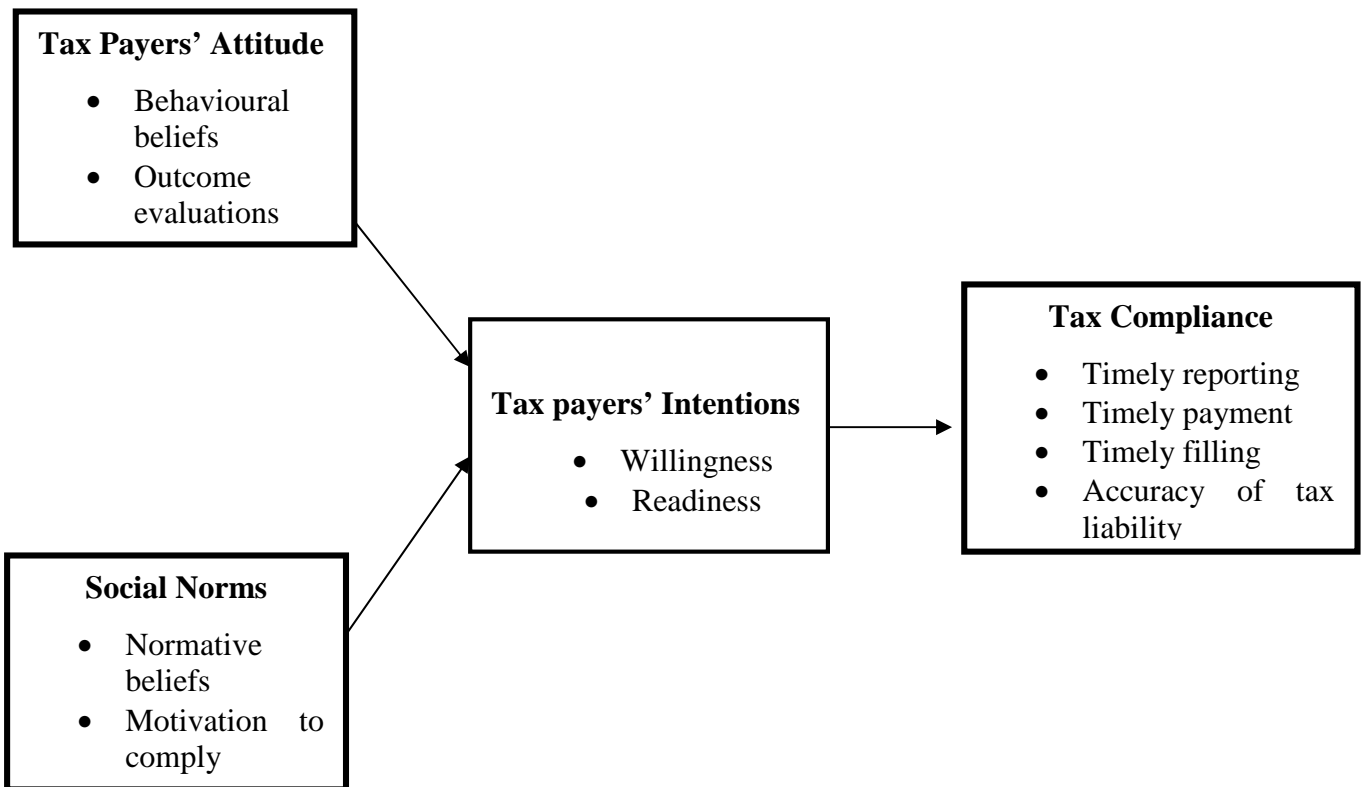 Tax Payers’ Attitude
• Behavioural
beliefs
• Outcome
evaluations
Tax payers’ Intentions
• Willingness
• Readiness
Tax Compliance
• Timely reporting
• Timely payment
• Timely filling
• Accuracy of tax
liability
Social Norms
• Normative
beliefs
• Motivation to
comply